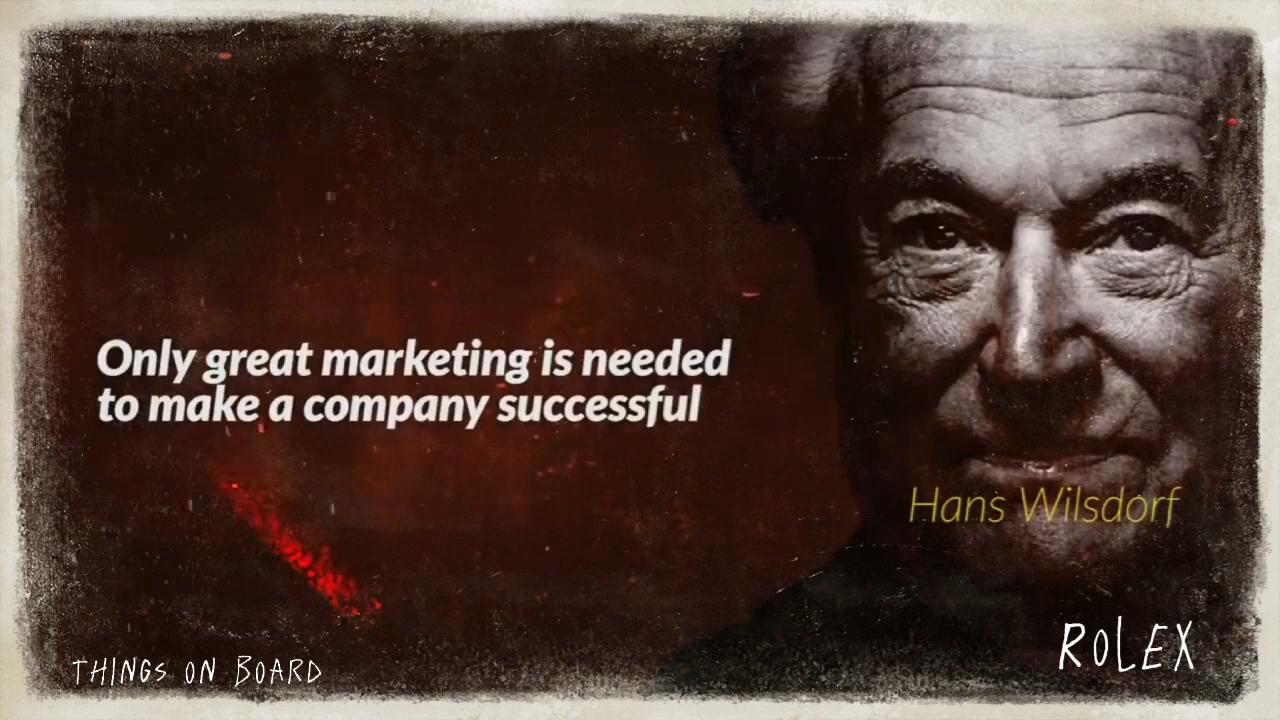 Only great marketing is needed
to make a company successful
Hans Wilsdorf
ROLEX
THINGS ON BOARD